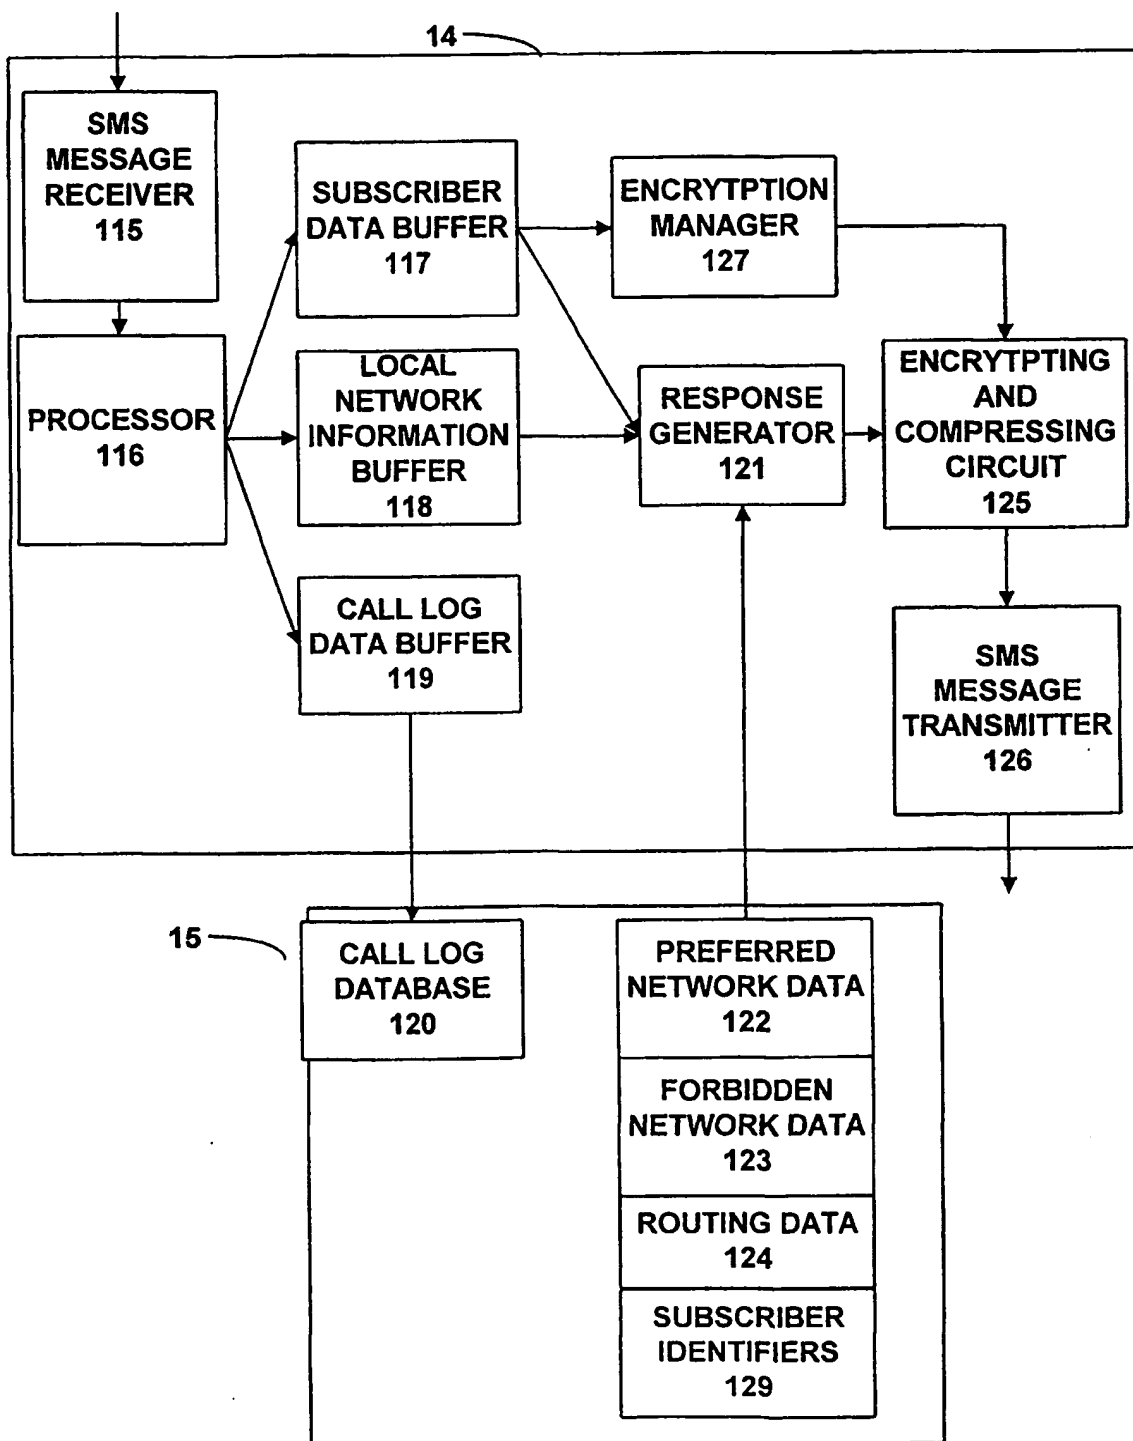 14
SMS
MESSAGE
RECEIVER
115
SUBSCRIBER
DATA BUFFER
117
ENCRYTPTION
MANAGER
127
PROCESSOR
116
LOCAL
NETWORK
INFORMATION
BUFFER
118
RESPONSE
GENERATOR
121
ENCRYTPTING
AND
COMPRESSING
CIRCUIT
125
CALL LOG
DATA BUFFER
119
SMS
MESSAGE
TRANSMITTER
126
15
CALL LOG
DATABASE
120
PREFERRED
NETWORK DATA
122
FORBIDDEN
NETWORK DATA
123
ROUTING DATA
124
SUBSCRIBER
IDENTIFIERS
129